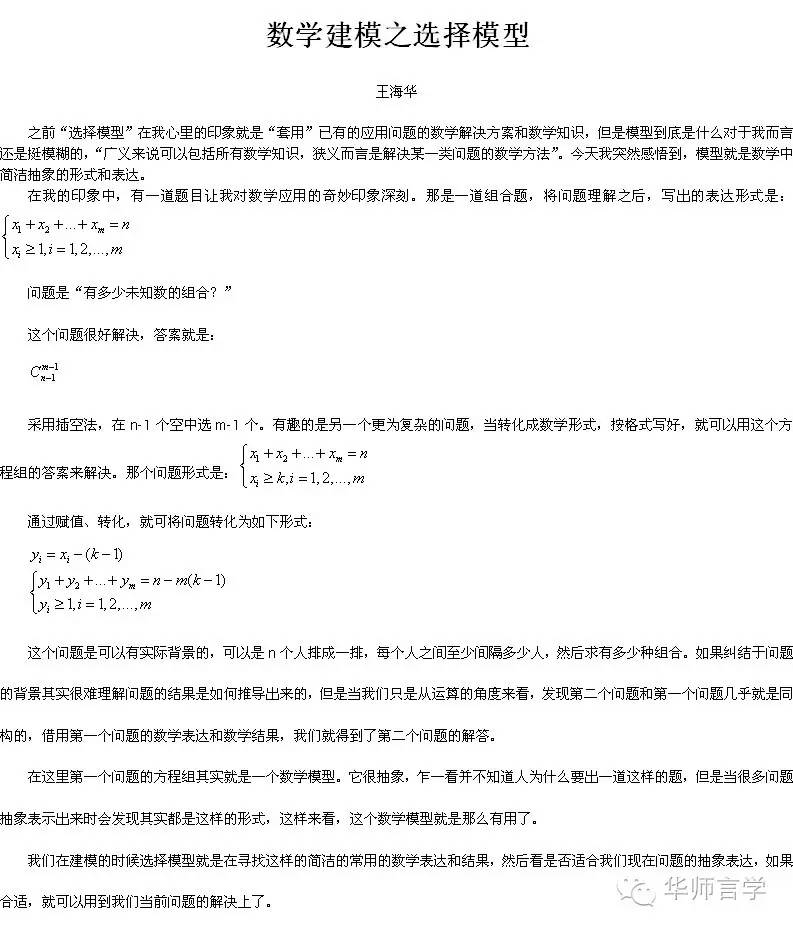 数学建模之选择模型
王海华
之前“选择模型”在我心里的印象就是“套用”已有的应用问题的数学解决方案和数学知识，但是模型到底是什么对于我而言
还是挺模糊的，“广义来说可以包括所有数学知识，狭义而言是解决某一类问题的数学方法”。今天我突然感悟到，模型就是数学中
简洁抽象的形式和表达。
在我的印象中，有一道题目让我对数学应用的奇妙印象深刻。那是一道组合题，将问题理解之后，写出的表达形式是：
x₁+x₂+...+xₘ=n
xᵢ≥1,i=1,2,...,m
问题是“有多少未知数的组合？”
这个问题很好解决，答案就是：
C_{n-1}^{m-1}
采用插空法，在 n-1 个空中选 m-1 个。有趣的是另一个更为复杂的问题，当转化成数学形式，按格式写好，就可以用这个方
程组的答案来解决。那个问题形式是：
x₁+x₂+...+xₘ=n
xᵢ≥k,i=1,2,...,m
通过赋值、转化，就可将问题转化为如下形式：
yᵢ=xᵢ-(k-1)
y₁+y₂+...+yₘ=n-m(k-1)
yᵢ≥1,i=1,2,...,m
这个问题是可以有实际背景的，可以是 n 个人排成一排，每个人之间至少间隔多少人，然后求有多少种组合。如果纠结于问题
的背景其实很难理解问题的结果是如何推导出来的，但是当我们只是从运算的角度来看，发现第二个问题和第一个问题几乎就是同
构的，借用第一个问题的数学表达和数学结果，我们就得到了第二个问题的解答。
在这里第一个问题的方程组其实就是一个数学模型。它很抽象，乍一看并不知道人为什么要出一道这样的题，但是当很多问题
抽象表示出来时会发现其实都是这样的形式，这样来看，这个数学模型就是那么有用了。
我们在建模的时候选择模型就是在寻找这样的简洁的常用的数学表达和结果，然后看是否适合我们现在问题的抽象表达，如果
合适，就可以用到我们当前问题的解决上了。
华师言学